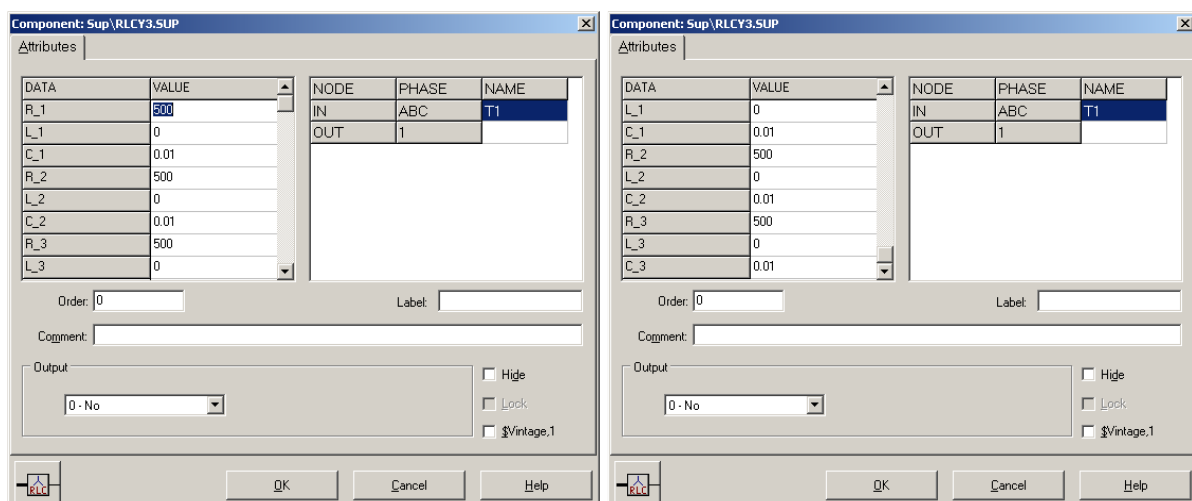 Component: Sup\RLCY3.SUP
Attributes
DATA VALUE
R_1 500
L_1 0
C_1 0.01
R_2 500
L_2 0
C_2 0.01
R_3 500
L_3 0
NODE PHASE NAME
IN ABC T1
OUT 1
Order: 0
Label:
Comment:
Output
0 - No
Hide
Lock
$Vintage,1
RLC
OK
Cancel
Help
Component: Sup\RLCY3.SUP
Attributes
DATA VALUE
L_1 0
C_1 0.01
R_2 500
L_2 0
C_2 0.01
R_3 500
L_3 0
C_3 0.01
NODE PHASE NAME
IN ABC T1
OUT 1
Order: 0
Label:
Comment:
Output
0 - No
Hide
Lock
$Vintage,1
RLC
OK
Cancel
Help